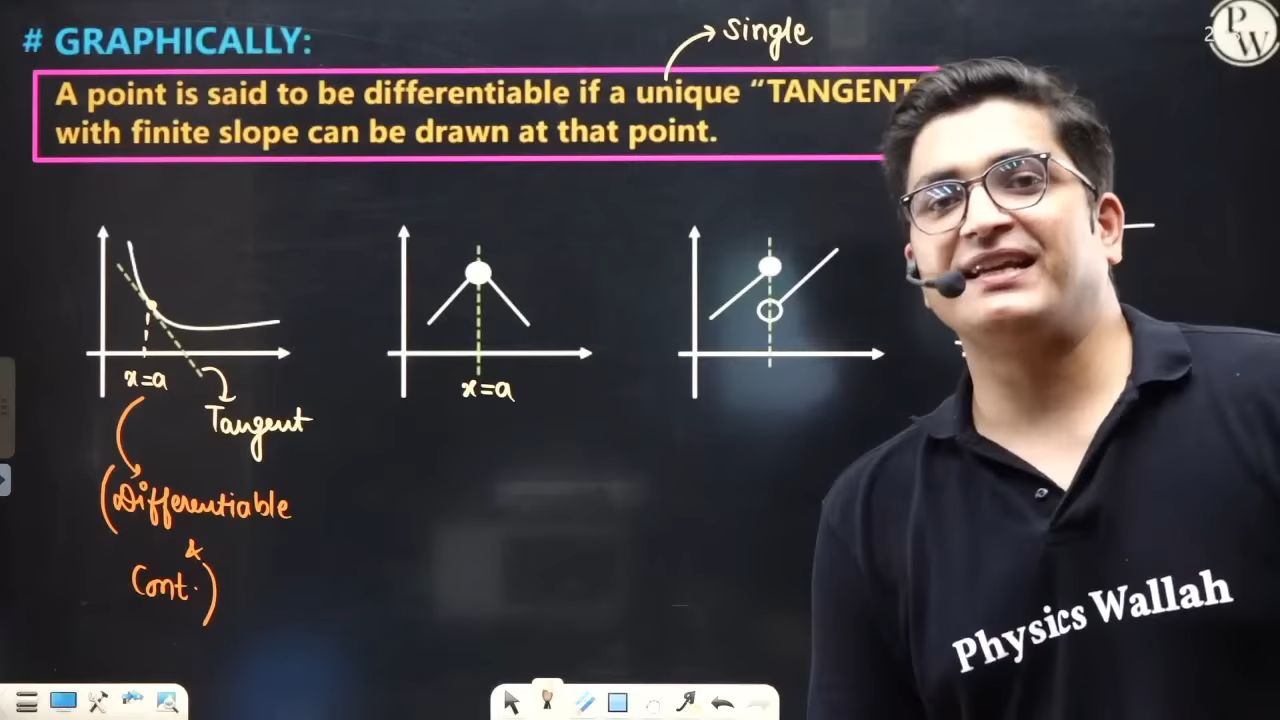 # GRAPHICALLY:
single
A point is said to be differentiable if a unique “TANGENT
with finite slope can be drawn at that point.
x=a
Tangent
x=a
(Differentiable
&
Cont.)
PW
Physics Wallah